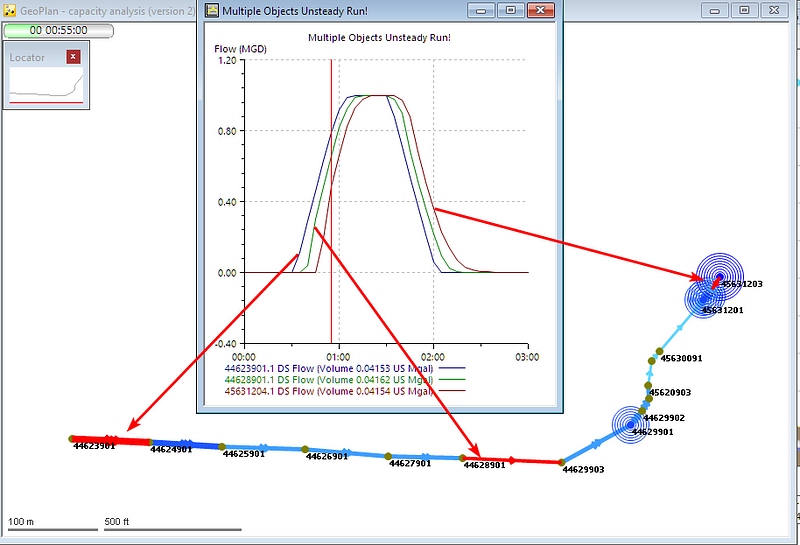 GeoPlan - capacity analysis (version 2)
Multiple Objects Unsteady Run!
00 00:55:00
Locator
Multiple Objects Unsteady Run!
Flow (MGD)
1.20
0.80
0.40
0.00
-0.40
00:00 01:00 02:00 03:00
44623901.1 DS Flow (Volume 0.04153 US Mgal)
44628901.1 DS Flow (Volume 0.04162 US Mgal)
45631204.1 DS Flow (Volume 0.04154 US Mgal)
45631203
45631201
45630091
45620903
44629902
44629901
44623901
44624901
44625901
44626901
44627901
44628901
44629903
100 m
500 ft